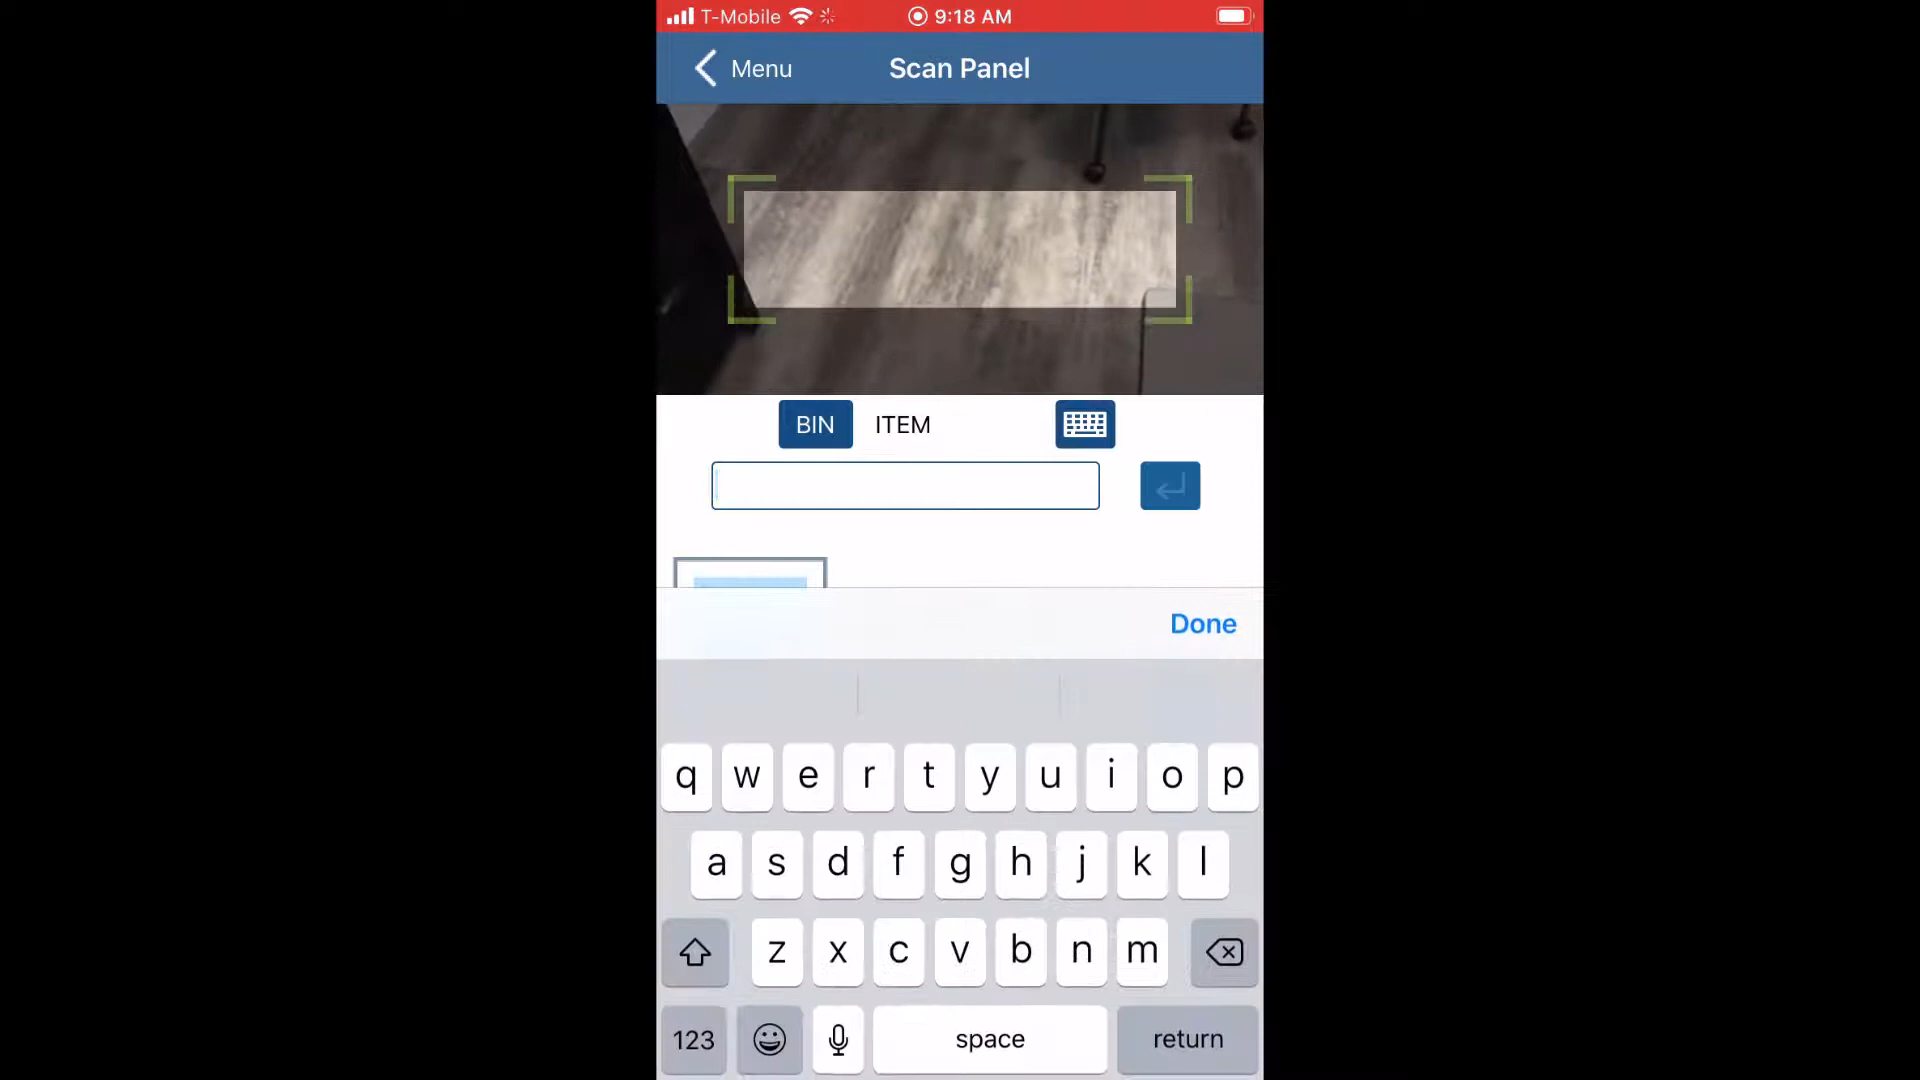 T-Mobile 9:18 AM
Menu Scan Panel
BIN ITEM
Done
q w e r t y u i o p
a s d f g h j k l
z x c v b n m
123 space return